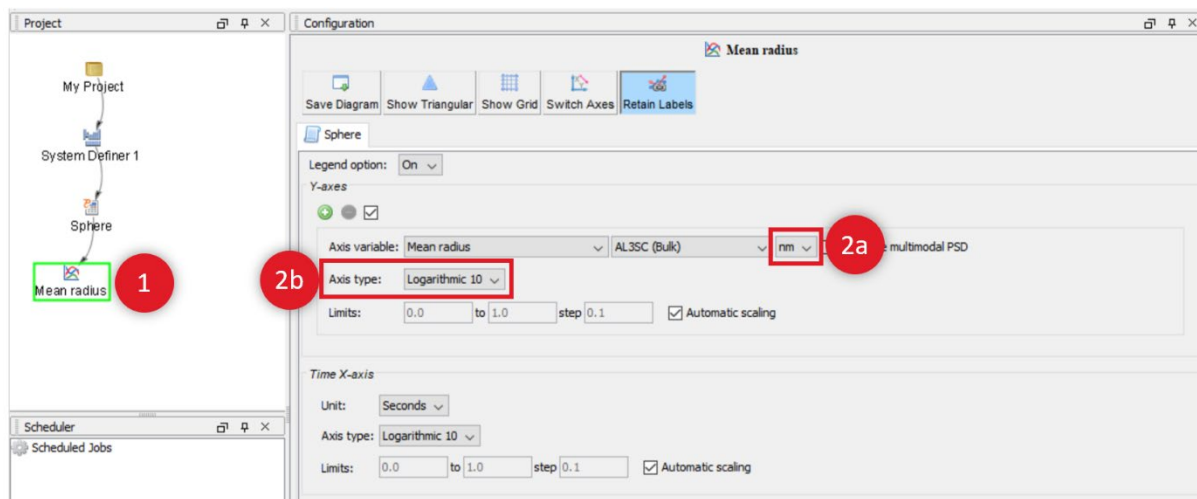 Project
Configuration
Mean radius
My Project
Save Diagram Show Triangular Show Grid Switch Axes Retain Labels
System Definer 1
Sphere
Legend option: On
Y-axes
Sphere
Axis variable: Mean radius AL3SC (Bulk) nm 2a multimodal PSD
Mean radius
1
2b
Axis type: Logarithmic 10
Limits: 0.0 to 1.0 step 0.1 Automatic scaling
Time X-axis
Unit: Seconds
Scheduler
Scheduled Jobs
Axis type: Logarithmic 10
Limits: 0.0 to 1.0 step 0.1 Automatic scaling